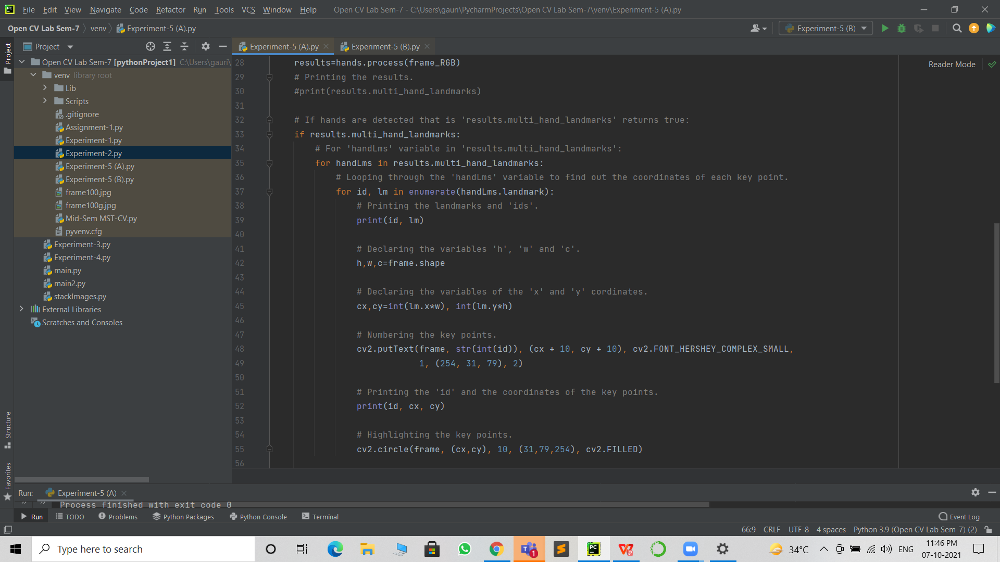 File Edit View Navigate Code Refactor Run Tools VCS Window Help Open CV Lab Sem-7 - C:\Users\gauri\PycharmProjects\Open CV Lab Sem-7\venv\Experiment-5 (A).py
Open CV Lab Sem-7 venv Experiment-5 (A).py Experiment-5 (B)
Project Project Experiment-5 (A).py Experiment-5 (B).py
Reader Mode
Open CV Lab Sem-7 [pythonProject1] C:\Users\gauri\
venv library root
Lib
Scripts
.gitignore
Assignment-1.py
Experiment-1.py
Experiment-2.py
Experiment-5 (A).py
Experiment-5 (B).py
frame100.jpg
frame100g.jpg
Mid-Sem MST-CV.py
pyvenv.cfg
Experiment-3.py
Experiment-4.py
main.py
main2.py
stackImages.py
External Libraries
Scratches and Consoles
28 results=hands.process(frame_RGB)
29 # Printing the results.
30 #print(results.multi_hand_landmarks)
31
32 # If hands are detected that is 'results.multi_hand_landmarks' returns true:
33 if results.multi_hand_landmarks:
34 # For 'handLms' variable in 'results.multi_hand_landmarks':
35 for handLms in results.multi_hand_landmarks:
36 # Looping through the 'handLms' variable to find out the coordinates of each key point.
37 for id, lm in enumerate(handLms.landmark):
38 # Printing the landmarks and 'ids'.
39 print(id, lm)
40
41 # Declaring the variables 'h', 'w' and 'c'.
42 h,w,c=frame.shape
43
44 # Declaring the variables of the 'x' and 'y' cordinates.
45 cx,cy=int(lm.x*w), int(lm.y*h)
46
47 # Numbering the key points.
48 cv2.putText(frame, str(int(id)), (cx + 10, cy + 10), cv2.FONT_HERSHEY_COMPLEX_SMALL,
49 1, (254, 31, 79), 2)
50
51 # Printing the 'id' and the coordinates of the key points.
52 print(id, cx, cy)
53
54 # Highlighting the key points.
55 cv2.circle(frame, (cx,cy), 10, (31,79,254), cv2.FILLED)
56
Structure
Favorites
Run: Experiment-5 (A)
Process finished with exit code 0
Run TODO Problems Python Packages Python Console Terminal Event Log
66:9 CRLF UTF-8 4 spaces Python 3.9 (Open CV Lab Sem-7) (2)
Type here to search 1 34°C ENG 11:46 PM
07-10-2021